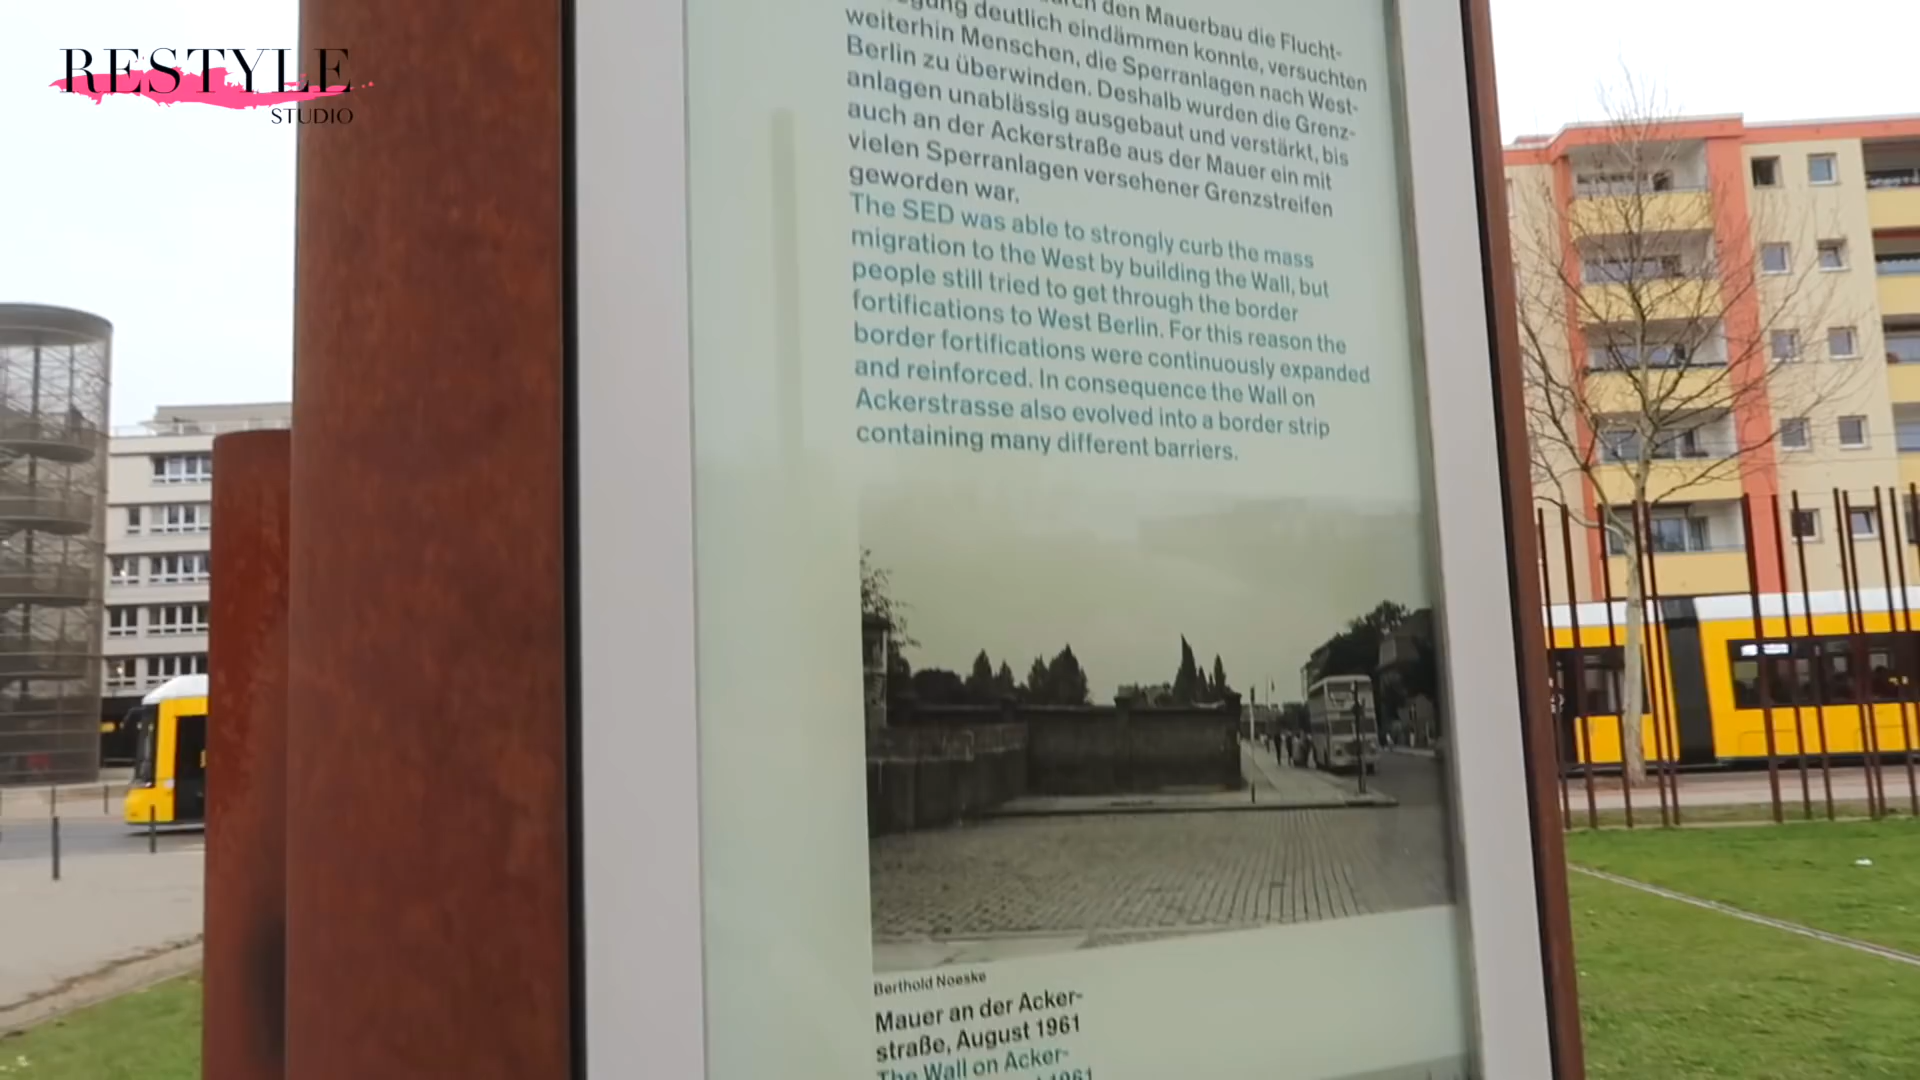 RESTYLE
STUDIO
den Mauerbau die Flucht-
deutlich eindämmen konnte, versuchten
weiterhin Menschen, die Sperranlagen nach West-
Berlin zu überwinden. Deshalb wurden die Grenz-
anlagen unablässig ausgebaut und verstärkt, bis
auch an der Ackerstraße aus der Mauer ein mit
vielen Sperranlagen versehener Grenzstreifen
geworden war.
The SED was able to strongly curb the mass
migration to the West by building the Wall, but
people still tried to get through the border
fortifications to West Berlin. For this reason the
border fortifications were continuously expanded
and reinforced. In consequence the Wall on
Ackerstrasse also evolved into a border strip
containing many different barriers.
Berthold Noeske
Mauer an der Acker-
straße, August 1961
The Wall on Acker-
1961